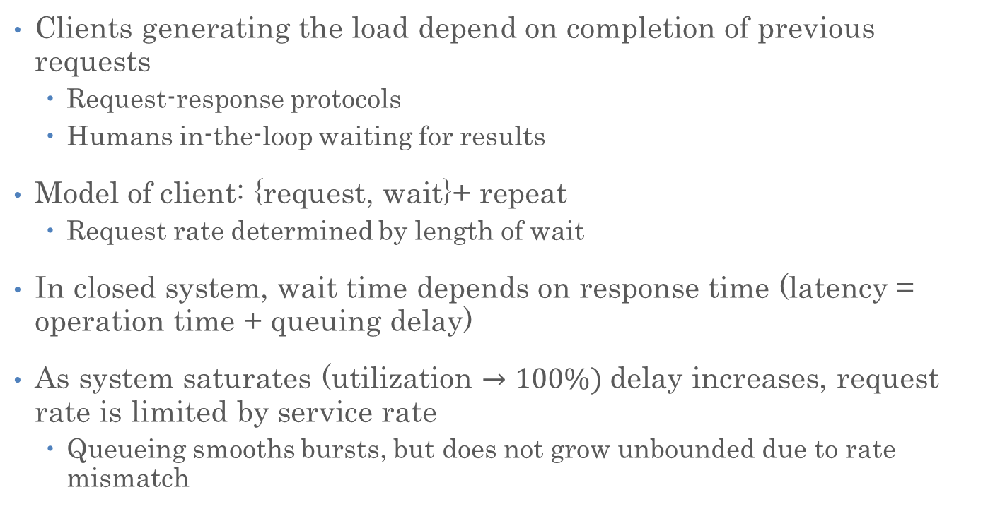 • Clients generating the load depend on completion of previous
requests
• Request-response protocols
• Humans in-the-loop waiting for results
• Model of client: {request, wait}+ repeat
• Request rate determined by length of wait
• In closed system, wait time depends on response time (latency =
operation time + queuing delay)
• As system saturates (utilization → 100%) delay increases, request
rate is limited by service rate
• Queueing smooths bursts, but does not grow unbounded due to rate
mismatch